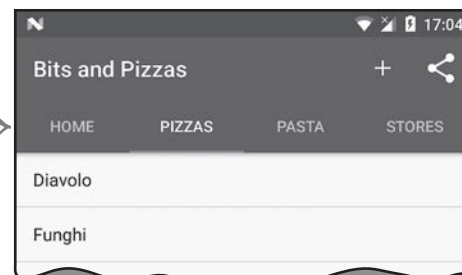 17:04
Bits and Pizzas
HOME PIZZAS PASTA STORES
Diavolo
Funghi